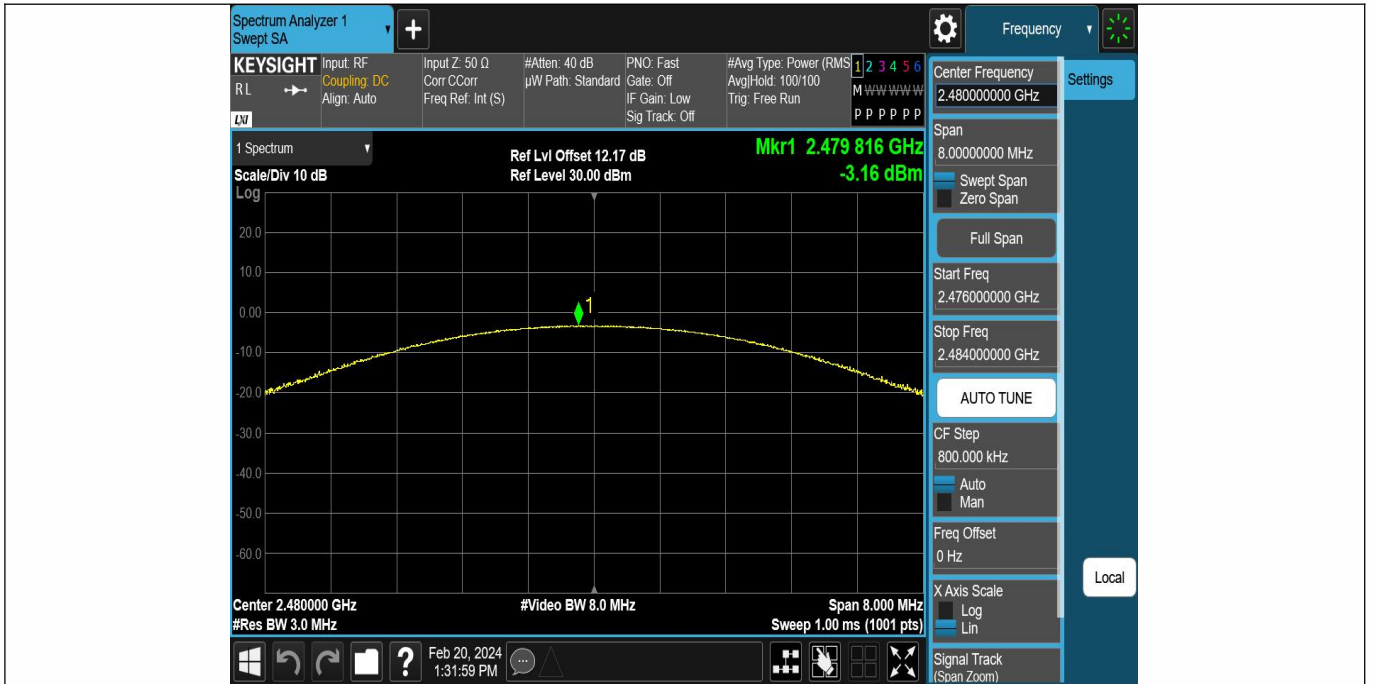 Spectrum Analyzer 1
Swept SA
+
Frequency
KEYSIGHT
RL
LXI
Input: RF
Coupling: DC
Align: Auto
Input Z: 50 Ω
Corr CCorr
Freq Ref: Int (S)
#Atten: 40 dB
µW Path: Standard
PNO: Fast
Gate: Off
IF Gain: Low
Sig Track: Off
#Avg Type: Power (RMS
Avg|Hold: 100/100
Trig: Free Run
1 2 3 4 5 6
M W W W W W
P P P P P P
1 Spectrum
Scale/Div 10 dB
Ref Lvl Offset 12.17 dB
Ref Level 30.00 dBm
Mkr1 2.479 816 GHz
-3.16 dBm
Log
20.0
10.0
0.00
-10.0
-20.0
-30.0
-40.0
-50.0
-60.0
1
Center 2.480000 GHz
#Res BW 3.0 MHz
#Video BW 8.0 MHz
Span 8.000 MHz
Sweep 1.00 ms (1001 pts)
?
Feb 20, 2024
1:31:59 PM
Center Frequency
2.480000000 GHz
Span
8.00000000 MHz
Swept Span
Zero Span
Full Span
Start Freq
2.476000000 GHz
Stop Freq
2.484000000 GHz
AUTO TUNE
CF Step
800.000 kHz
Auto
Man
Freq Offset
0 Hz
X Axis Scale
Log
Lin
Signal Track
(Span Zoom)
Settings
Local